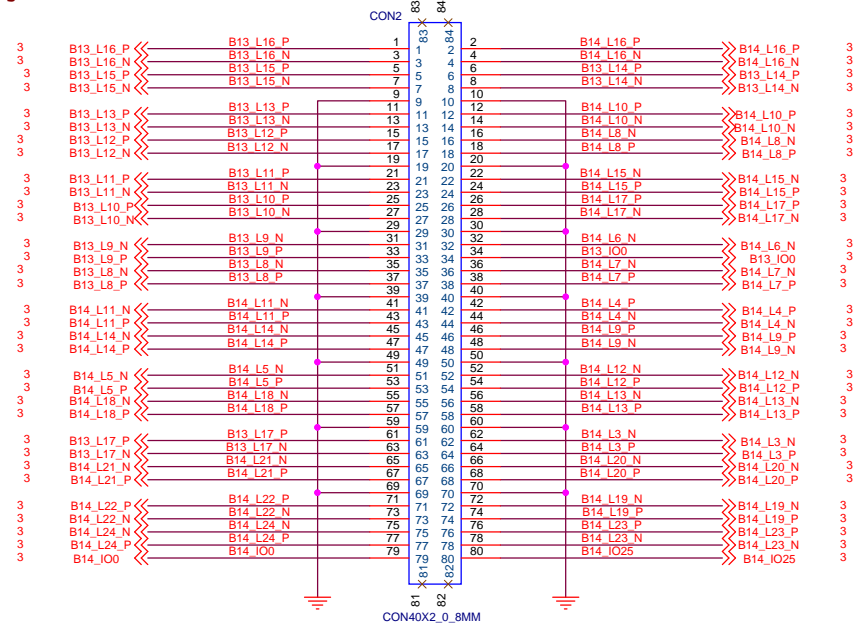 83 84
CON2
83 84
3 B13_L16_P B13_L16_P 1 1 2 2 B14_L16_P B14_L16_P 3
3 B13_L16_N B13_L16_N 3 3 4 4 B14_L16_N B14_L16_N 3
3 B13_L15_P B13_L15_P 5 5 6 6 B13_L14_P B13_L14_P 3
3 B13_L15_N B13_L15_N 7 7 8 8 B13_L14_N B13_L14_N 3
9 9 10 10
3 B13_L13_P B13_L13_P 11 11 12 12 B14_L10_P B14_L10_P 3
3 B13_L13_N B13_L13_N 13 13 14 14 B14_L10_N B14_L10_N 3
3 B13_L12_P B13_L12_P 15 15 16 16 B14_L8_N B14_L8_N 3
3 B13_L12_N B13_L12_N 17 17 18 18 B14_L8_P B14_L8_P 3
19 19 20 20
3 B13_L11_P B13_L11_P 21 21 22 22 B14_L15_N B14_L15_N 3
3 B13_L11_N B13_L11_N 23 23 24 24 B14_L15_P B14_L15_P 3
3 B13_L10_P B13_L10_P 25 25 26 26 B14_L17_P B14_L17_P 3
3 B13_L10_N B13_L10_N 27 27 28 28 B14_L17_N B14_L17_N 3
29 29 30 30
3 B13_L9_N B13_L9_N 31 31 32 32 B14_L6_N B14_L6_N 3
3 B13_L9_P B13_L9_P 33 33 34 34 B13_IO0 B13_IO0 3
3 B13_L8_N B13_L8_N 35 35 36 36 B14_L7_N B14_L7_N 3
3 B13_L8_P B13_L8_P 37 37 38 38 B14_L7_P B14_L7_P 3
39 39 40 40
3 B14_L11_N B14_L11_N 41 41 42 42 B14_L4_P B14_L4_P 3
3 B14_L11_P B14_L11_P 43 43 44 44 B14_L4_N B14_L4_N 3
3 B14_L14_N B14_L14_N 45 45 46 46 B14_L9_P B14_L9_P 3
3 B14_L14_P B14_L14_P 47 47 48 48 B14_L9_N B14_L9_N 3
49 49 50 50
3 B14_L5_N B14_L5_N 51 51 52 52 B14_L12_N B14_L12_N 3
3 B14_L5_P B14_L5_P 53 53 54 54 B14_L12_P B14_L12_P 3
3 B14_L18_N B14_L18_N 55 55 56 56 B14_L13_N B14_L13_N 3
3 B14_L18_P B14_L18_P 57 57 58 58 B14_L13_P B14_L13_P 3
59 59 60 60
3 B13_L17_P B13_L17_P 61 61 62 62 B14_L3_N B14_L3_N 3
3 B13_L17_N B13_L17_N 63 63 64 64 B14_L3_P B14_L3_P 3
3 B14_L21_N B14_L21_N 65 65 66 66 B14_L20_N B14_L20_N 3
3 B14_L21_P B14_L21_P 67 67 68 68 B14_L20_P B14_L20_P 3
69 69 70 70
3 B14_L22_P B14_L22_P 71 71 72 72 B14_L19_N B14_L19_N 3
3 B14_L22_N B14_L22_N 73 73 74 74 B14_L19_P B14_L19_P 3
3 B14_L24_N B14_L24_N 75 75 76 76 B14_L23_P B14_L23_P 3
3 B14_L24_P B14_L24_P 77 77 78 78 B14_L23_N B14_L23_N 3
3 B14_IO0 B14_IO0 79 79 80 80 B14_IO25 B14_IO25 3
81 82
81 82
CON40X2_0_8MM